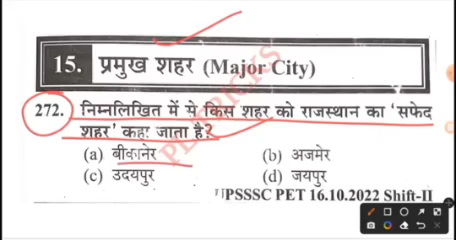 15. प्रमुख शहर (Major City)
272. निम्नलिखित में से किस शहर को राजस्थान का 'सफेद
शहर' कहा जाता है?
(a) बीकानेर (b) अजमेर
(c) उदयपुर (d) जयपुर
UPSSSC PET 16.10.2022 Shift-II